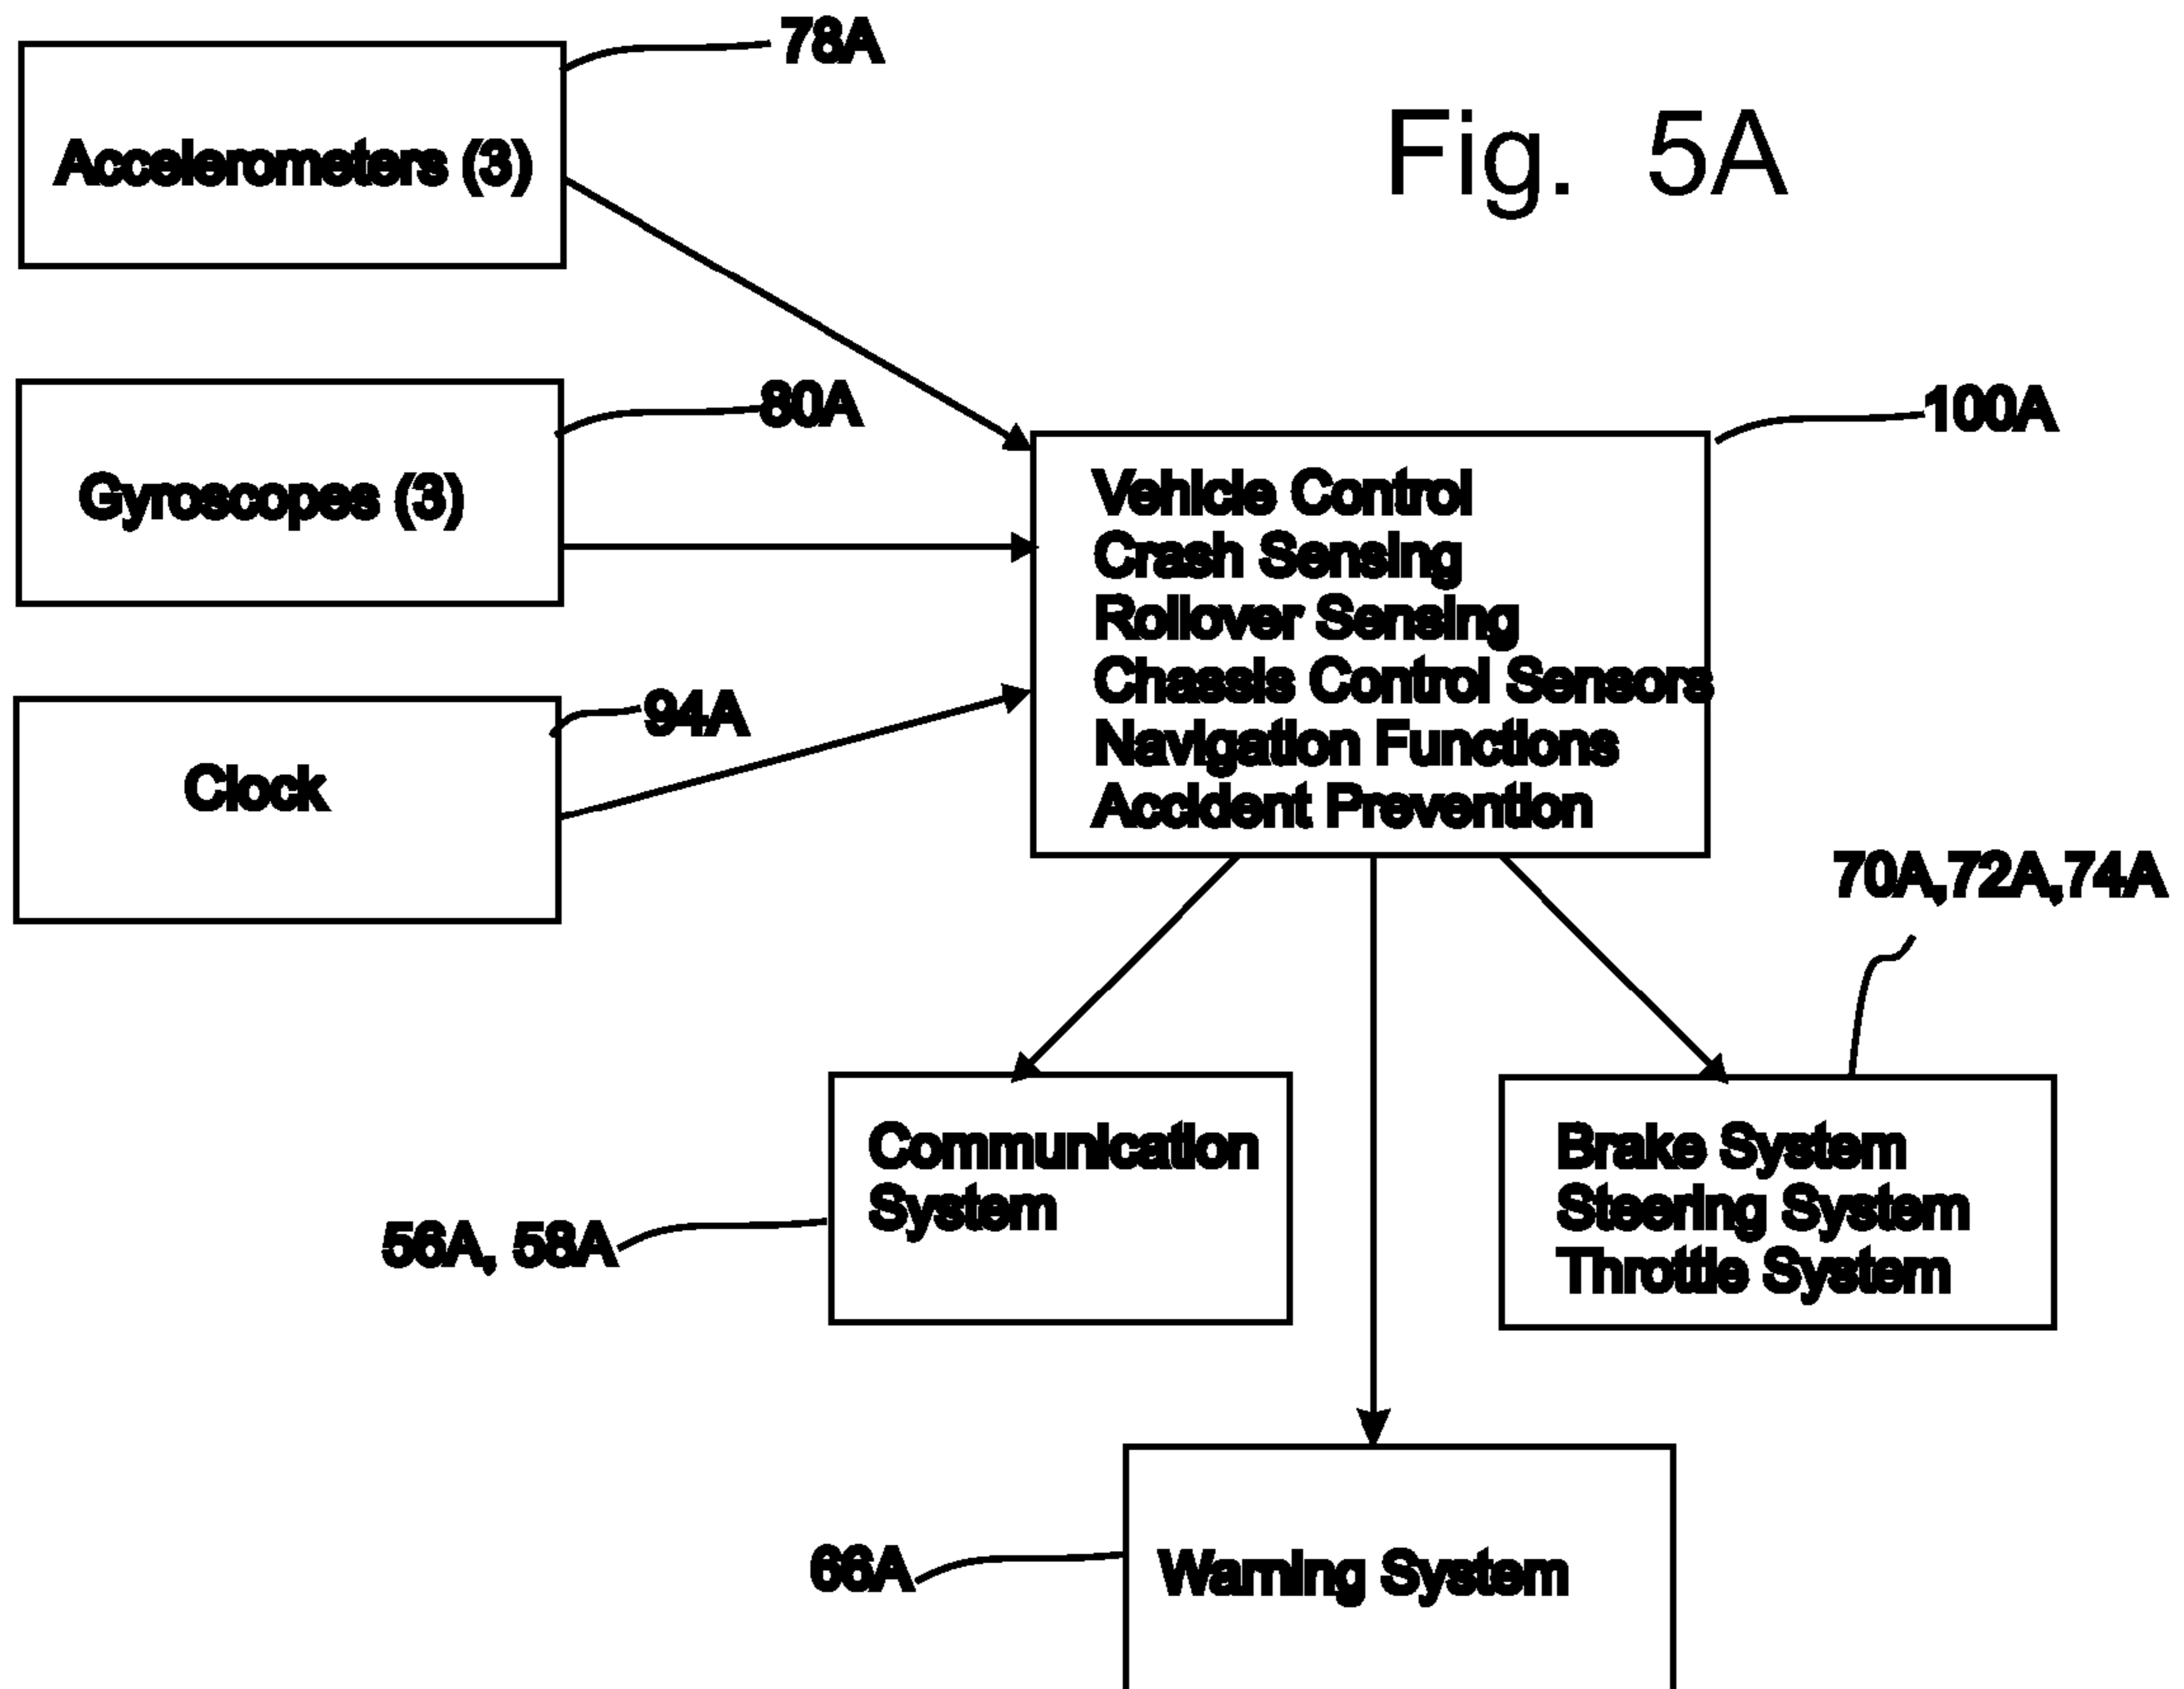 78A
Fig. 5A
Accelerometers (3)
80A
100A
Gyroscopes (3)
Vehicle Control
Crash Sensing
Rollover Sensing
Chassis Control Sensors
Navigation Functions
Accident Prevention
94A
Clock
70A,72A,74A
Communication
System
56A, 58A
Brake System
Steering System
Throttle System
66A
Warning System